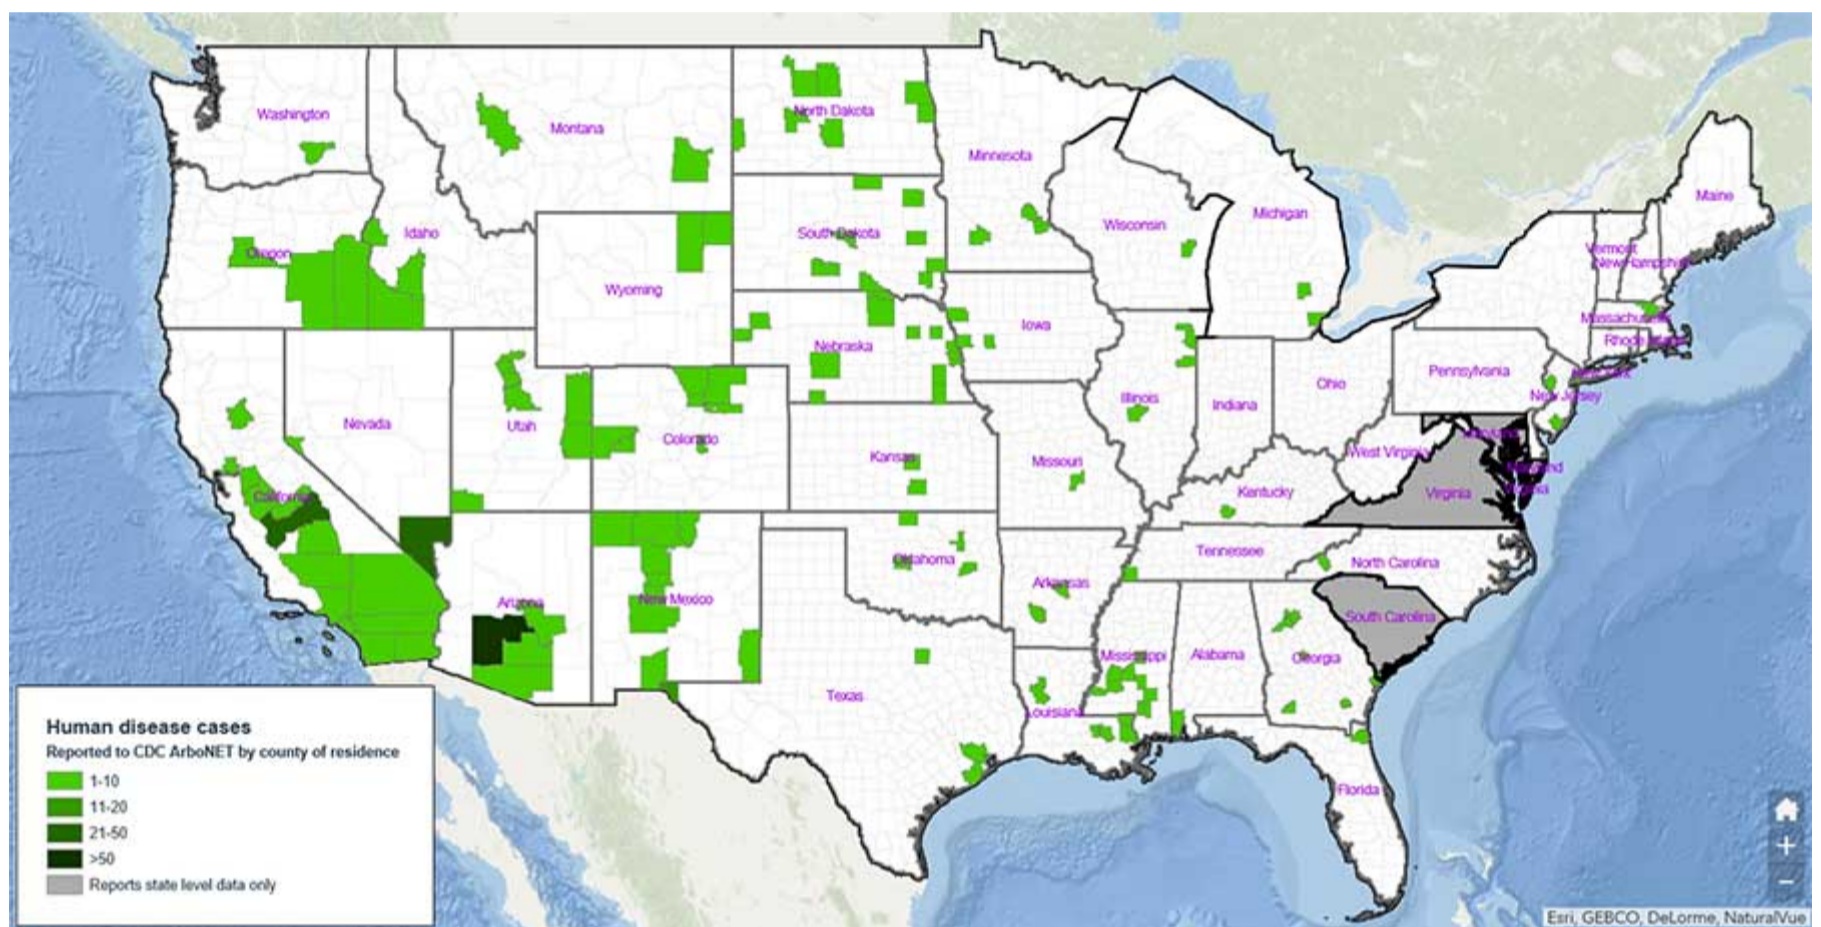 Washington
Montana
North Dakota
Minnesota
Maine
Oregon
Idaho
South Dakota
Wisconsin
Michigan
Vermont
New Hampshire
Wyoming
Nebraska
Iowa
Massachusetts
Rhode Island
Nevada
Utah
Colorado
Kansas
Missouri
Illinois
Indiana
Ohio
Pennsylvania
New York
New Jersey
West Virginia
Maryland
Virginia
California
Kentucky
Arizona
New Mexico
Oklahoma
Arkansas
Tennessee
North Carolina
South Carolina
Texas
Louisiana
Mississippi
Alabama
Georgia
Florida
Human disease cases
Reported to CDC ArboNET by county of residence
1-10
11-20
21-50
>50
Reports state level data only
+
−
Esri, GEBCO, DeLorme, NaturalVue